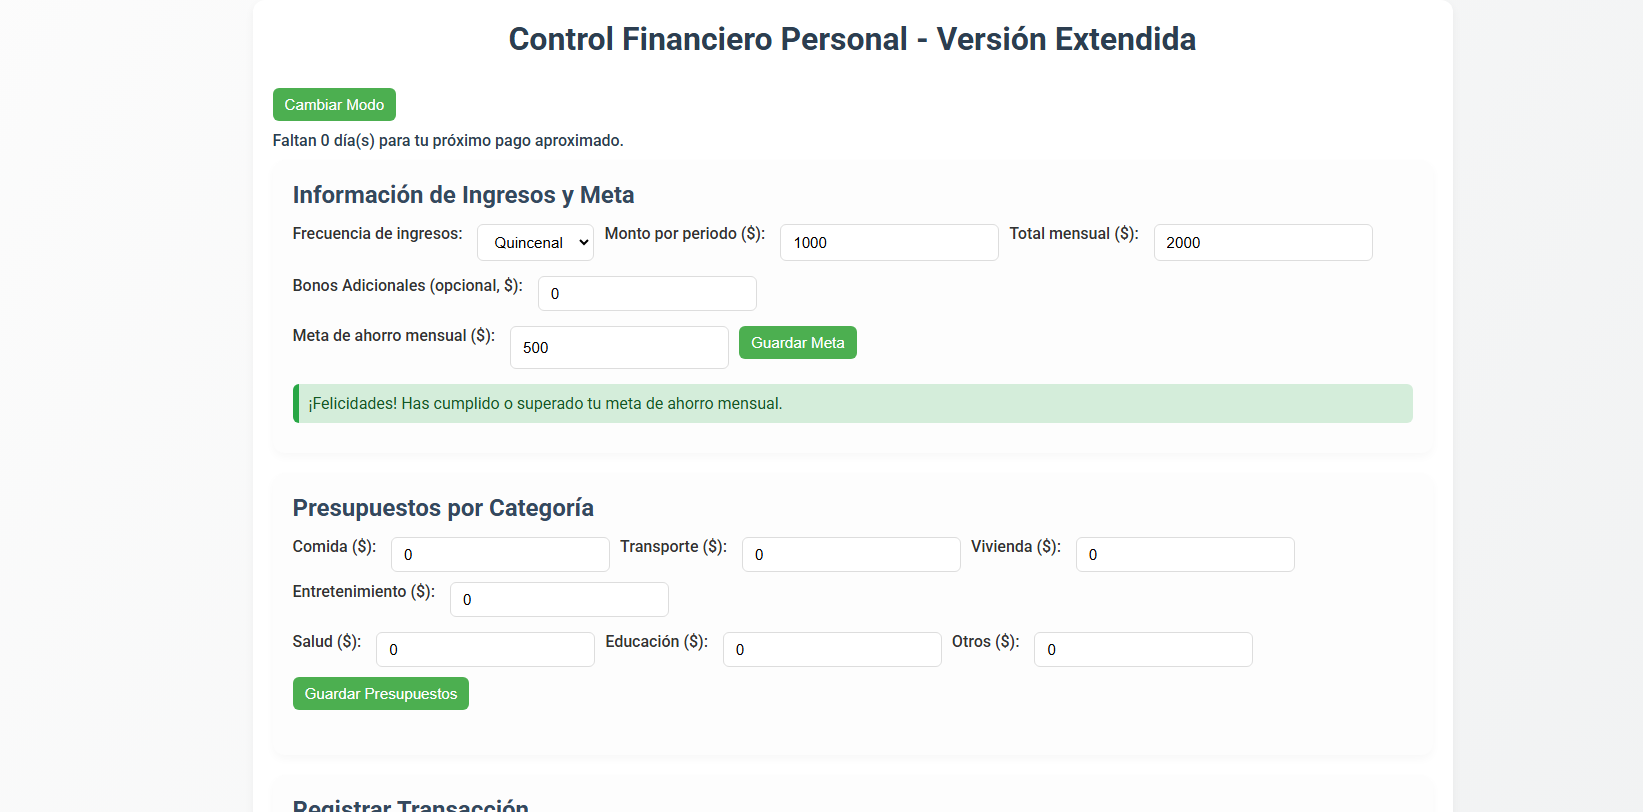 Control Financiero Personal - Versión Extendida
Cambiar Modo
Faltan 0 día(s) para tu próximo pago aproximado.
Información de Ingresos y Meta
Frecuencia de ingresos: Quincenal Monto por periodo ($): 1000 Total mensual ($): 2000
Bonos Adicionales (opcional, $): 0
Meta de ahorro mensual ($): 500 Guardar Meta
¡Felicidades! Has cumplido o superado tu meta de ahorro mensual.
Presupuestos por Categoría
Comida ($): 0 Transporte ($): 0 Vivienda ($): 0
Entretenimiento ($): 0
Salud ($): 0 Educación ($): 0 Otros ($): 0
Guardar Presupuestos
Registrar Transacción